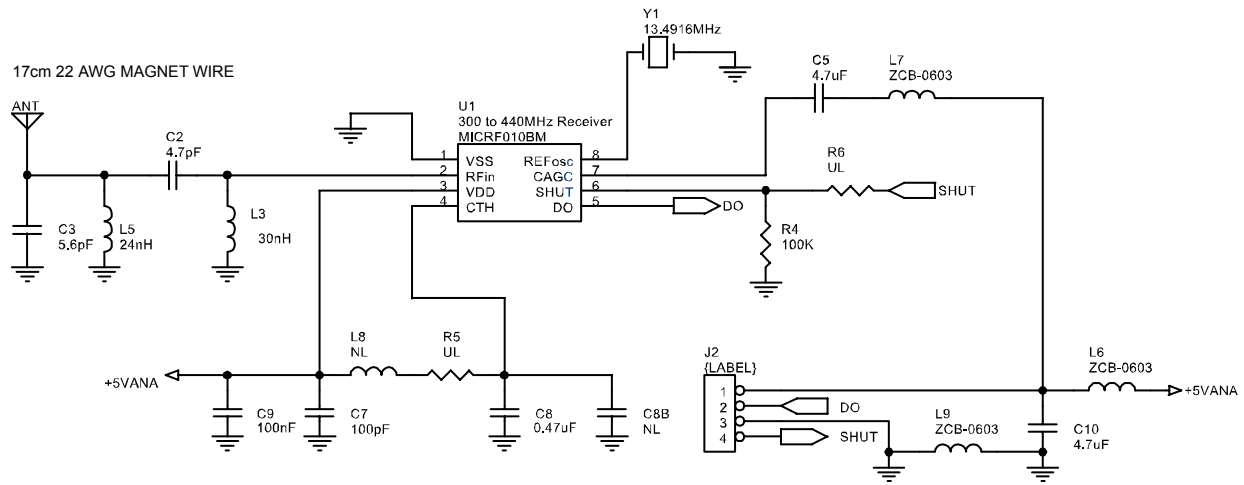 Y1
13.4916MHz
17cm 22 AWG MAGNET WIRE
C5
4.7uF
L7
ZCB-0603
ANT
U1
300 to 440MHz Receiver
MICRF010BM
C2
4.7pF
1 VSS REFosc 8
2 RFin CAGC 7
3 VDD SHUT 6
4 CTH DO 5
R6
UL
SHUT
DO
C3
5.6pF
L5
24nH
L3
30nH
R4
100K
L8
NL
R5
UL
J2
{LABEL}
L6
ZCB-0603
+5VANA
+5VANA
1
2 DO
3
4 SHUT
L9
ZCB-0603
C9
100nF
C7
100pF
C8
0.47uF
C8B
NL
C10
4.7uF